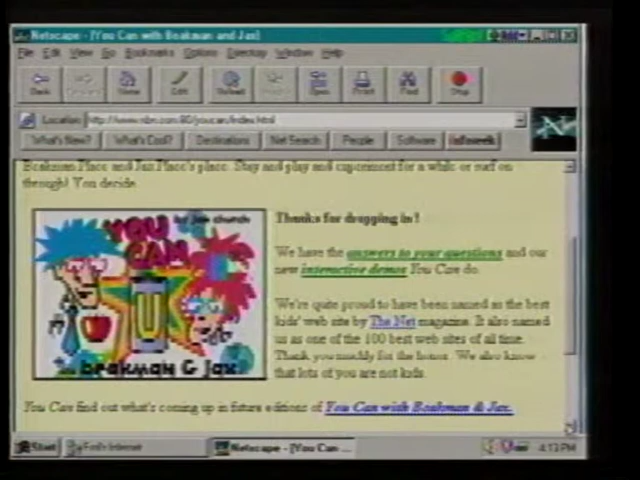 Netscape - [You Can with Beakman and Jax]
File Edit View Go Bookmarks Options Directory Window Help
Back Forward Home Edit Reload Images Open Print Find Stop
Location: http://www.nbn.com:80/youcan/index.html
What's New? What's Cool? Destinations Net Search People Software
Beakman Place and Jax Place's place. Stay and play and experiment for a while or surf on
through! You decide.
YOU CAN
by jok church
U
beakman & jax
Thanks for dropping in!
We have the answers to your questions and our
new interactive demos You Can do.
We're quite proud to have been named as the best
kids' web site by The Net magazine. It also named
us as one of the 100 best web sites of all time.
Thank you muchly for the honor. We also know
that lots of you are not kids.
You Can find out what's coming up in future editions of You Can with Beakman & Jax.
Start
Internet
Netscape - [You Can ...
4:13 PM